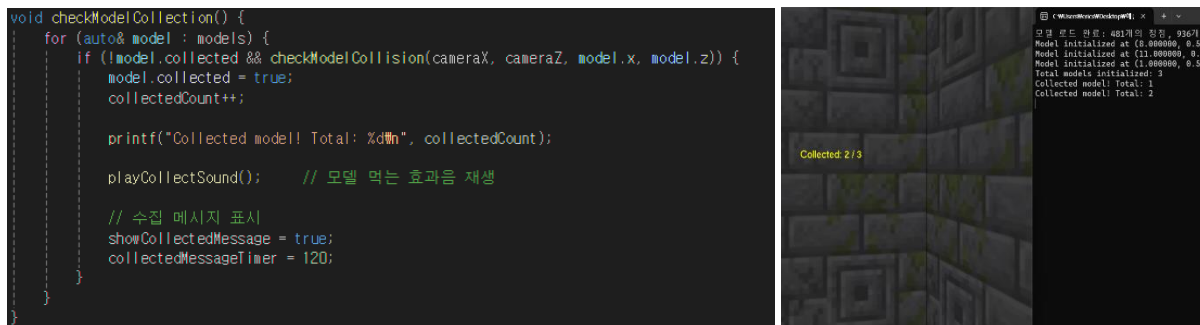 void checkModelCollection() {
for (auto& model : models) {
if (!model.collected && checkModelCollision(cameraX, cameraZ, model.x, model.z)) {
model.collected = true;
collectedCount++;
printf("Collected model! Total: %d₩n", collectedCount);
playCollectSound(); // 모델 먹는 효과음 재생
// 수집 메시지 표시
showCollectedMessage = true;
collectedMessageTimer = 120;
}
}
}
Collected: 2 / 3
모델 로드 완료: 481개의 정점, 936개
Model initialized at (8.000000, 0.5
Model initialized at (11.000000, 0.
Model initialized at (1.000000, 0.5
Total models initialized: 3
Collected model! Total: 1
Collected model! Total: 2